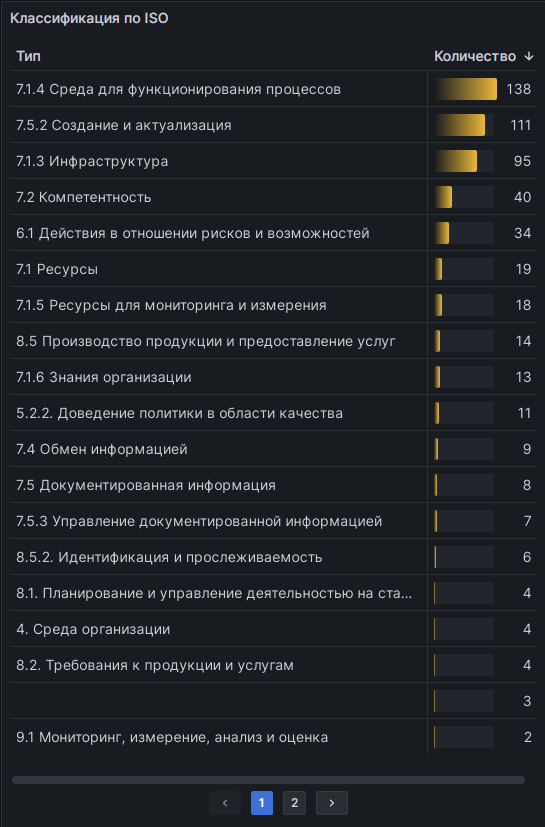 Классификация по ISO
Тип Количество ↓
7.1.4 Среда для функционирования процессов 138
7.5.2 Создание и актуализация 111
7.1.3 Инфраструктура 95
7.2 Компетентность 40
6.1 Действия в отношении рисков и возможностей 34
7.1 Ресурсы 19
7.1.5 Ресурсы для мониторинга и измерения 18
8.5 Производство продукции и предоставление услуг 14
7.1.6 Знания организации 13
5.2.2. Доведение политики в области качества 11
7.4 Обмен информацией 9
7.5 Документированная информация 8
7.5.3 Управление документированной информацией 7
8.5.2. Идентификация и прослеживаемость 6
8.1. Планирование и управление деятельностью на ста... 4
4. Среда организации 4
8.2. Требования к продукции и услугам 4
3
9.1 Мониторинг, измерение, анализ и оценка 2
‹ 1 2 ›